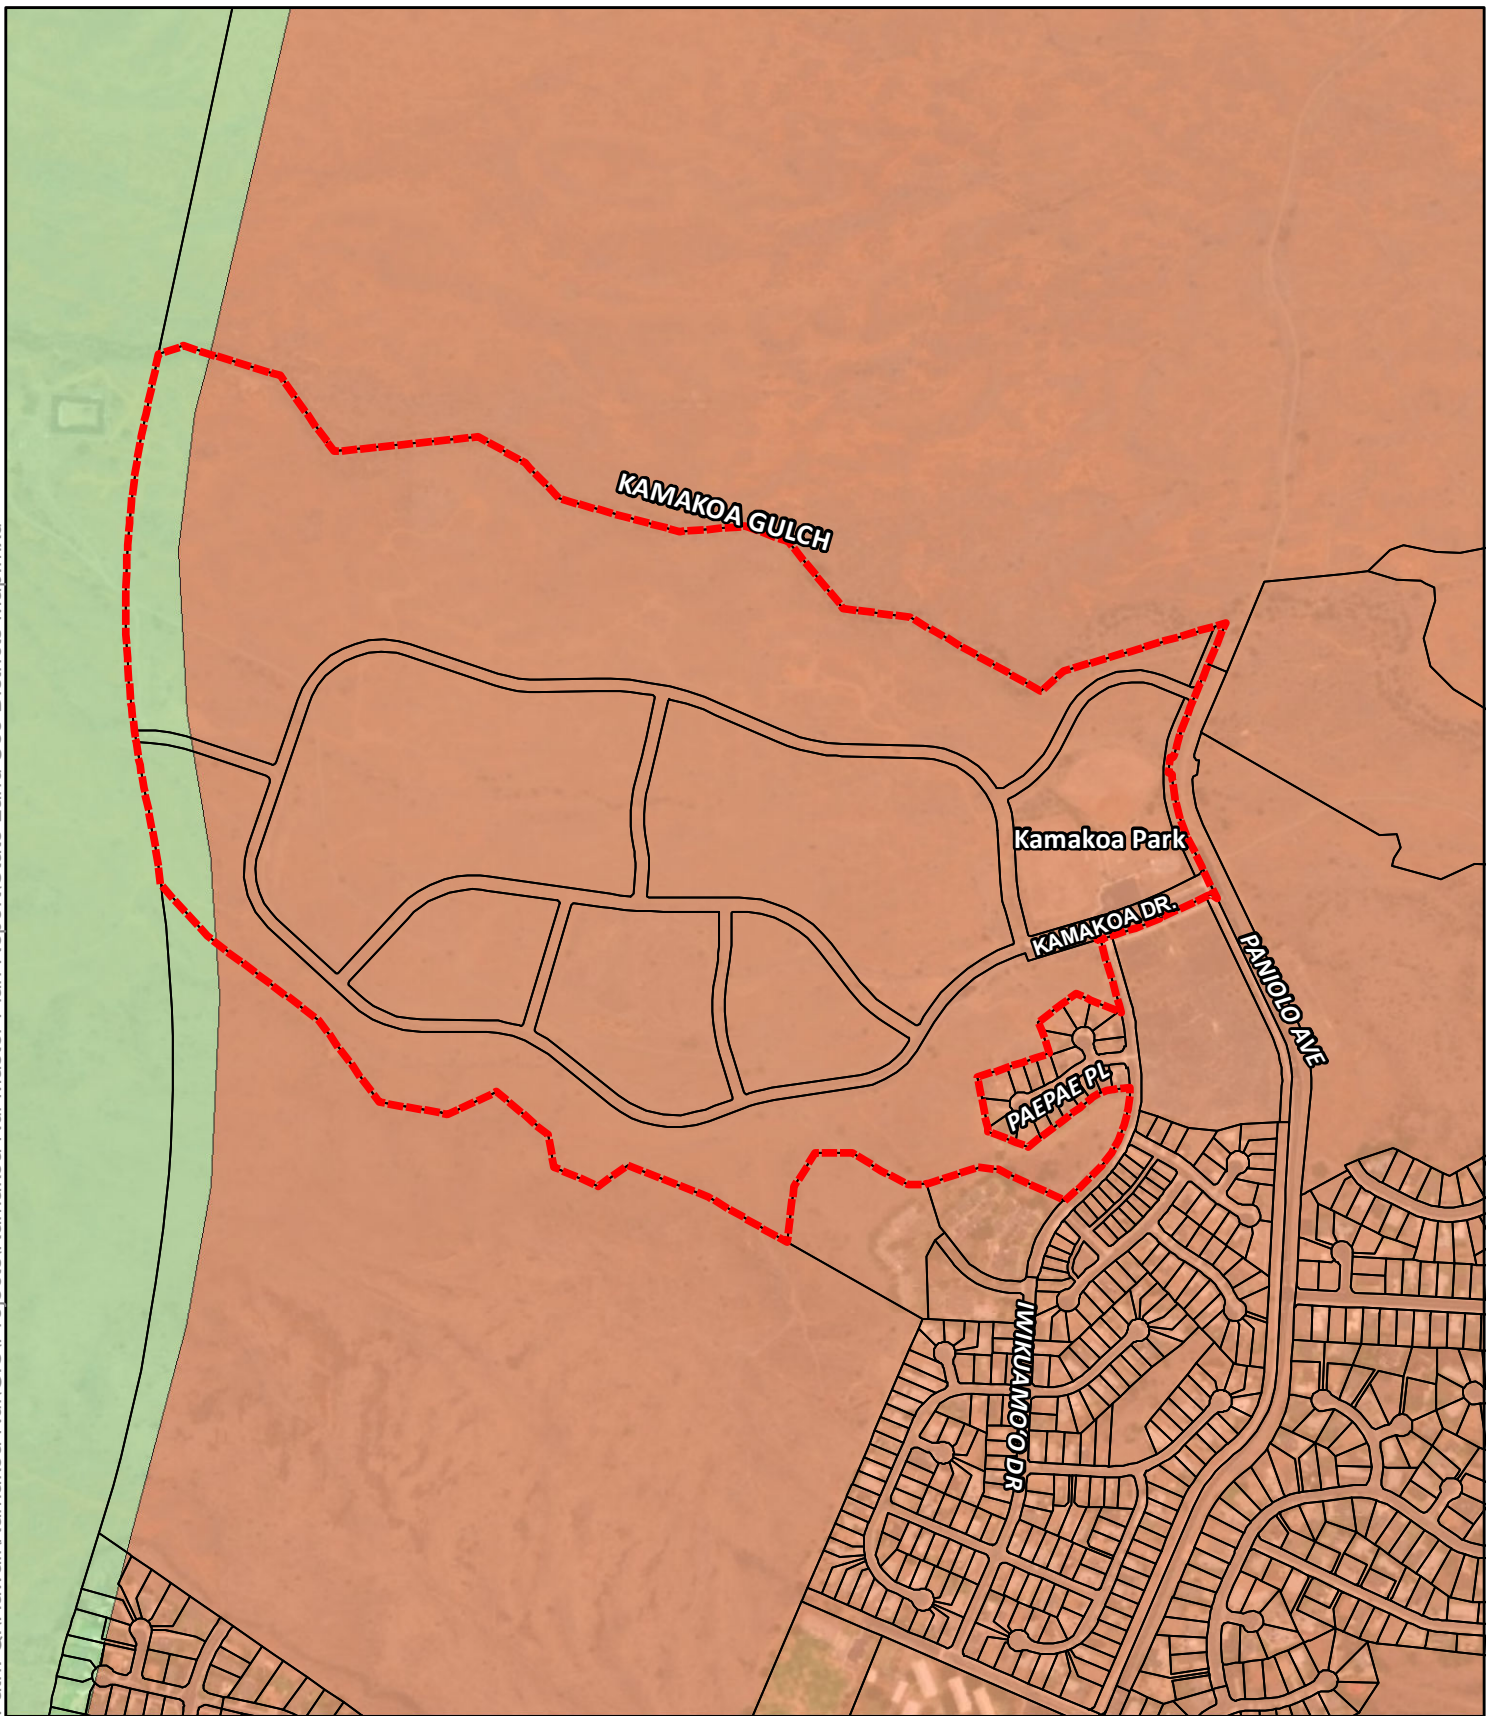 KAMAKOA GULCH
Kamakoa Park
KAMAKOA DR.
PANIOLO AVE
PAEPAE PL
IWIKUAMO'O DR